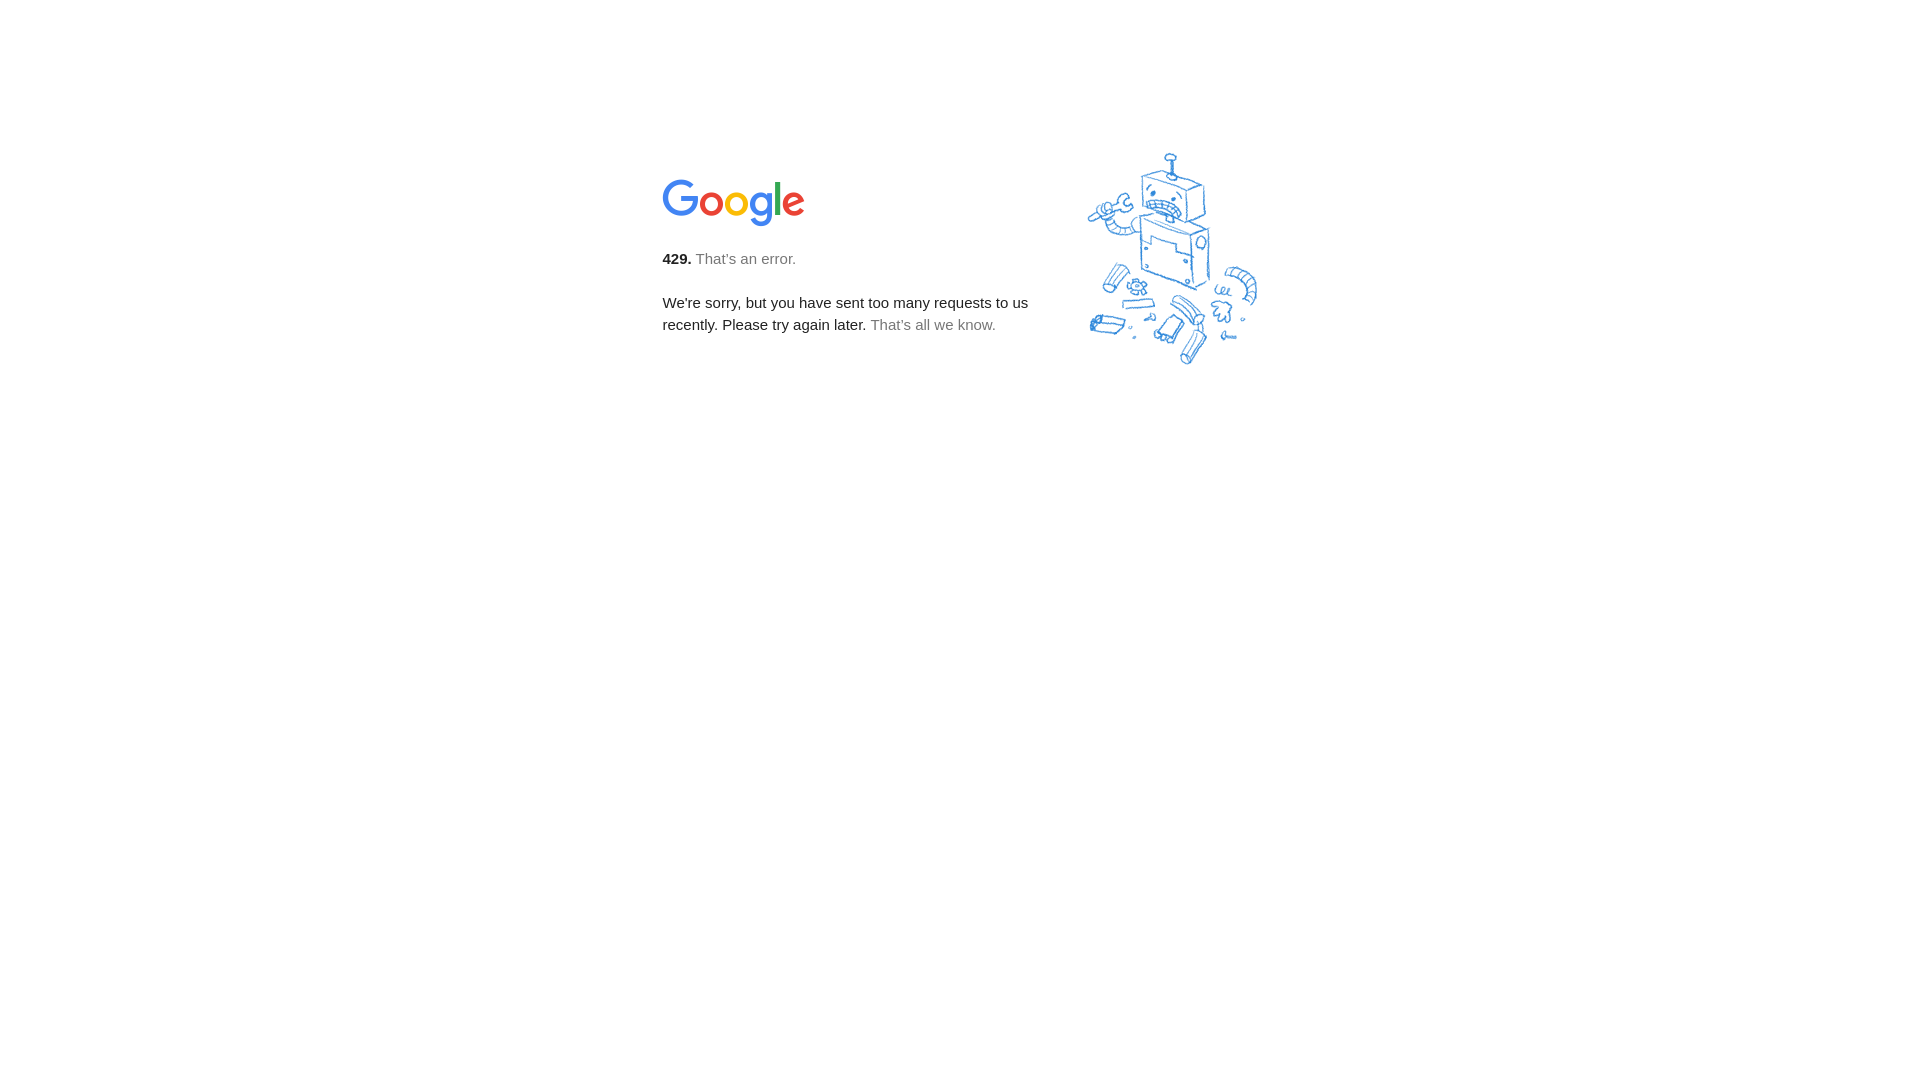 Google
429. That’s an error.
We're sorry, but you have sent too many requests to us
recently. Please try again later. That’s all we know.